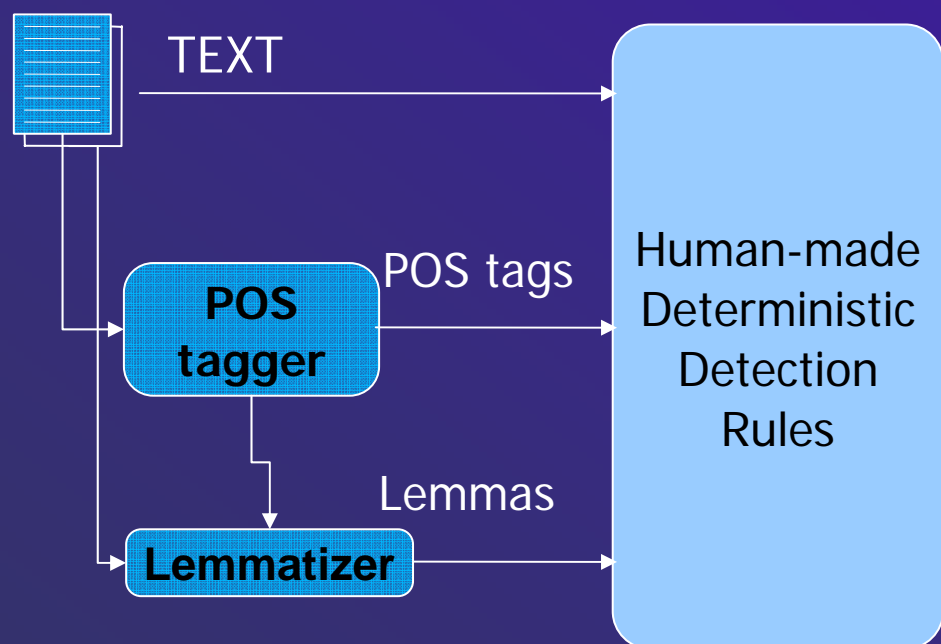 TEXT
POS tags
POS
tagger
Lemmas
Lemmatizer
Human-made
Deterministic
Detection
Rules